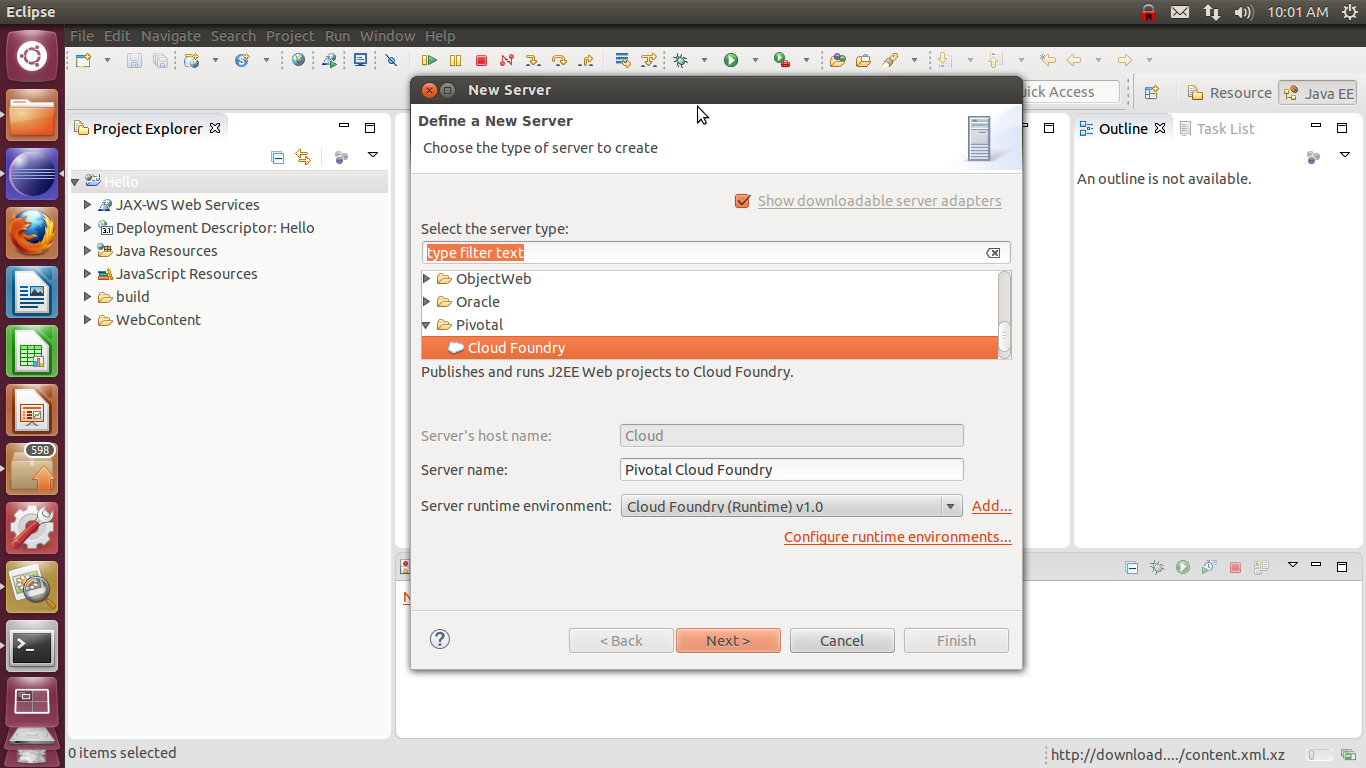 Eclipse
10:01 AM
File Edit Navigate Search Project Run Window Help
New Server
Quick Access
Resource
Java EE
Project Explorer
Define a New Server
Choose the type of server to create
Outline
Task List
An outline is not available.
Hello
JAX-WS Web Services
Deployment Descriptor: Hello
Java Resources
JavaScript Resources
build
WebContent
Show downloadable server adapters
Select the server type:
type filter text
ObjectWeb
Oracle
Pivotal
Cloud Foundry
Publishes and runs J2EE Web projects to Cloud Foundry.
Server's host name:
Cloud
Server name:
Pivotal Cloud Foundry
Server runtime environment:
Cloud Foundry (Runtime) v1.0
Add...
Configure runtime environments...
598
< Back
Next >
Cancel
Finish
0 items selected
http://download..../content.xml.xz